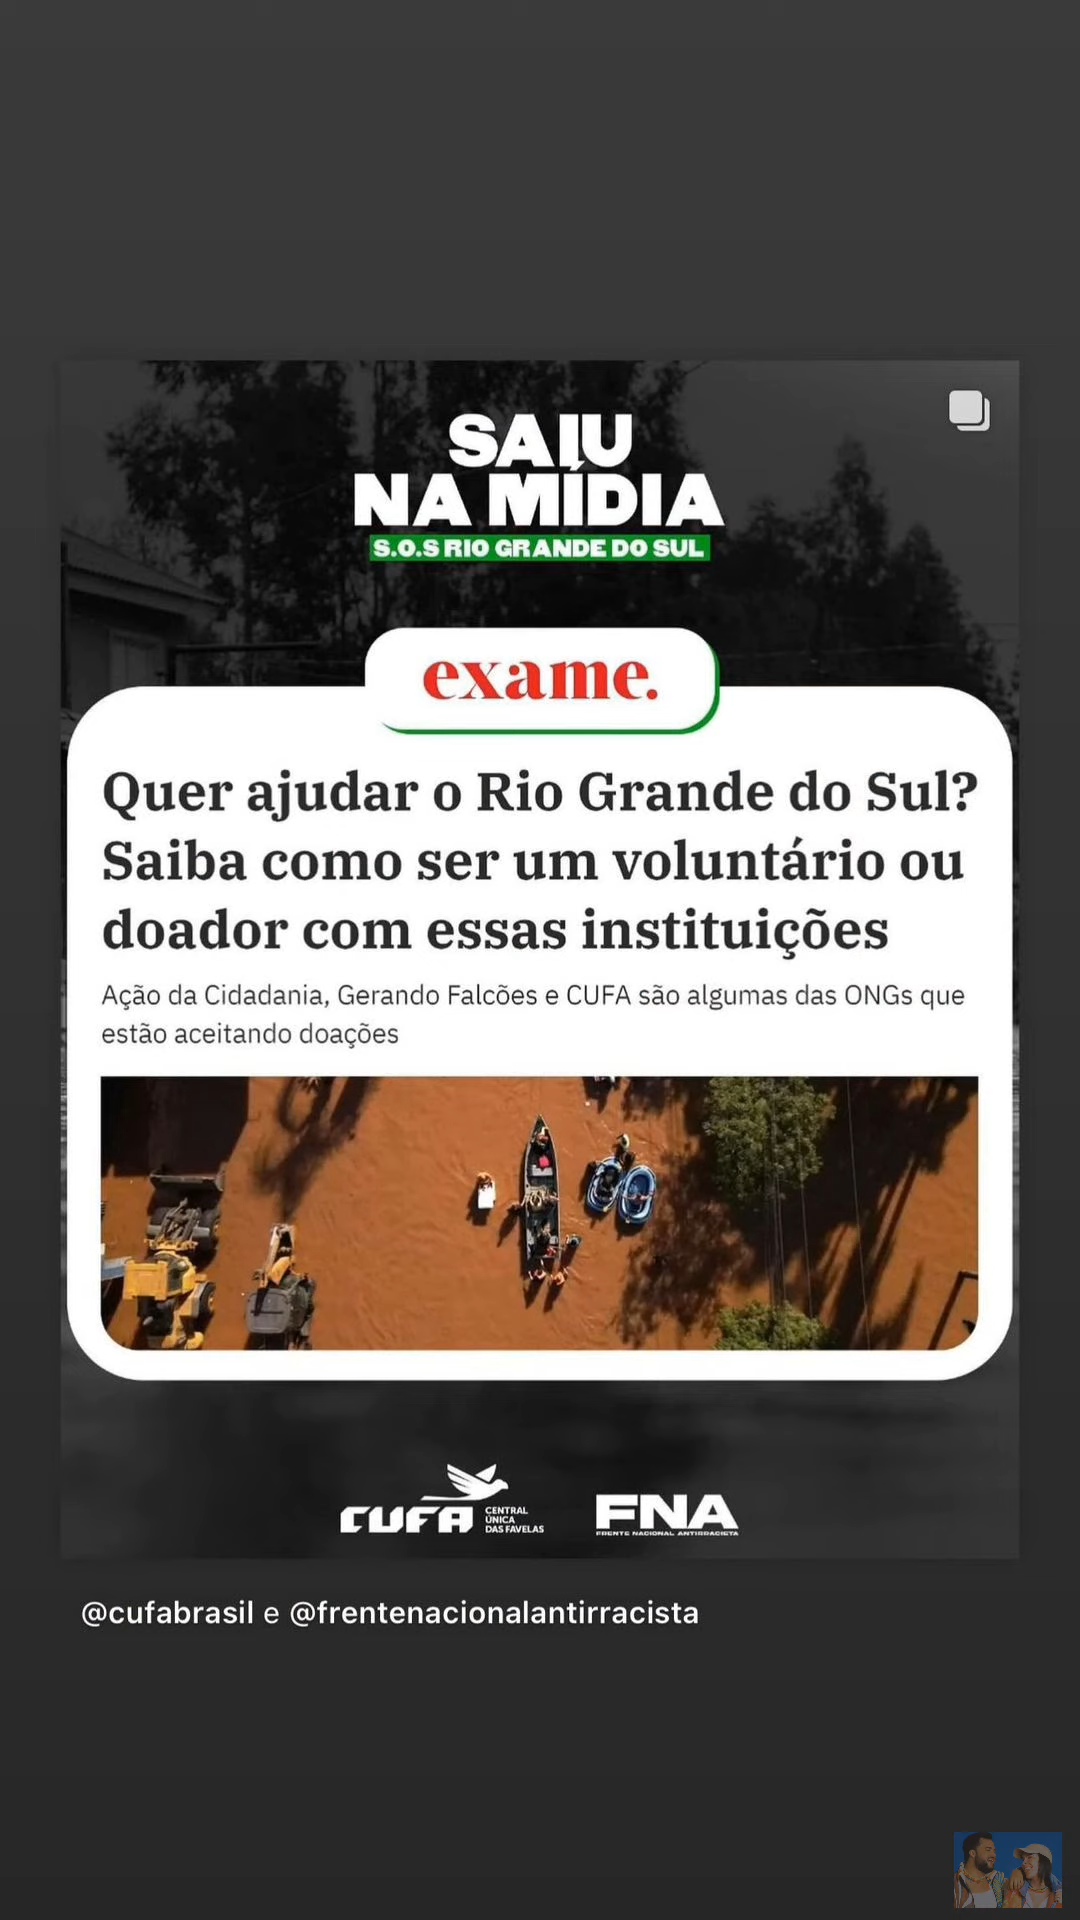 SAIU
NA MÍDIA
S.O.S RIO GRANDE DO SUL
exame.
Quer ajudar o Rio Grande do Sul?
Saiba como ser um voluntário ou
doador com essas instituições
Ação da Cidadania, Gerando Falcões e CUFA são algumas das ONGs que
estão aceitando doações
CUFA
CENTRAL
ÚNICA
DAS FAVELAS
FNA
FRENTE NACIONAL ANTIRRACISTA
@cufabrasil e @frentenacionalantirracista